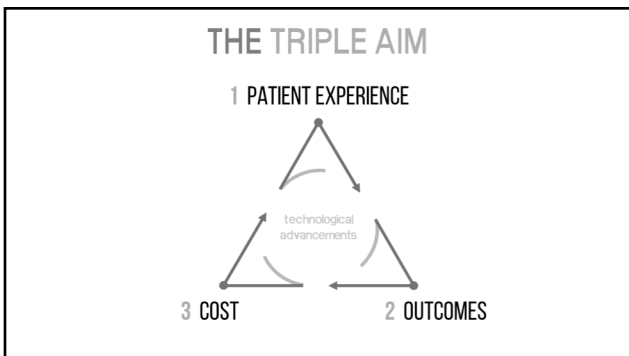 THE TRIPLE AIM
1 PATIENT EXPERIENCE
technological
advancements
3 COST
2 OUTCOMES